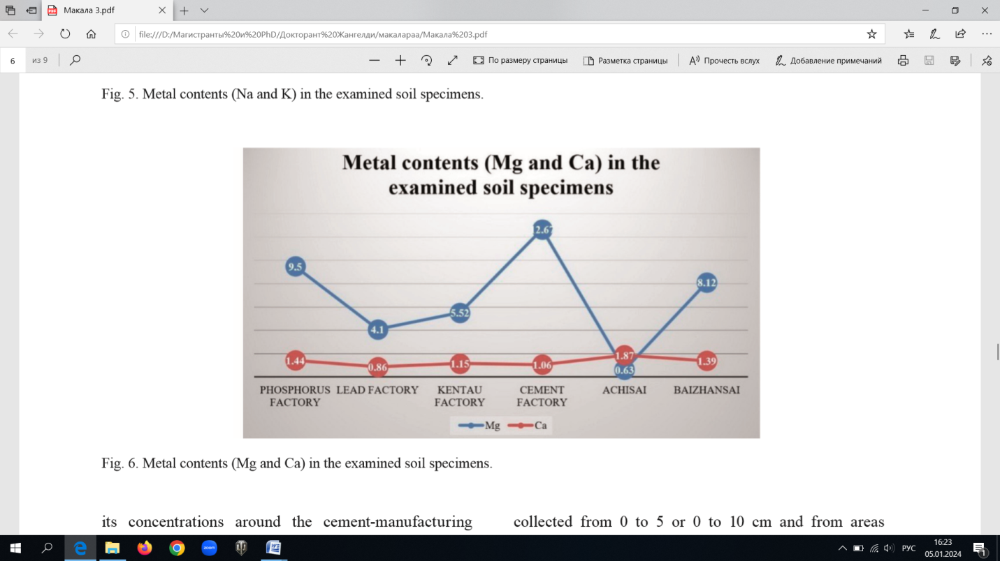 Макала 3.pdf
file:///D:/Магистранты%20и%20PhD/Докторант%20Жангелди/макалараа/Макала%203.pdf
6 из 9 По размеру страницы Разметка страницы Прочесть вслух Добавление примечаний
Fig. 5. Metal contents (Na and K) in the examined soil specimens.
Metal contents (Mg and Ca) in the
examined soil specimens
2.67
9.5
8.12
5.52
4.1
1.44
0.86
1.15
1.06
1.87
1.39
0.63
PHOSPHORUS LEAD FACTORY KENTAU CEMENT ACHISAI BAIZHANSAI
FACTORY FACTORY FACTORY
Mg Ca
Fig. 6. Metal contents (Mg and Ca) in the examined soil specimens.
its concentrations around the cement-manufacturing
collected from 0 to 5 or 0 to 10 cm and from areas
zoom
РУС
16:23
05.01.2024
1